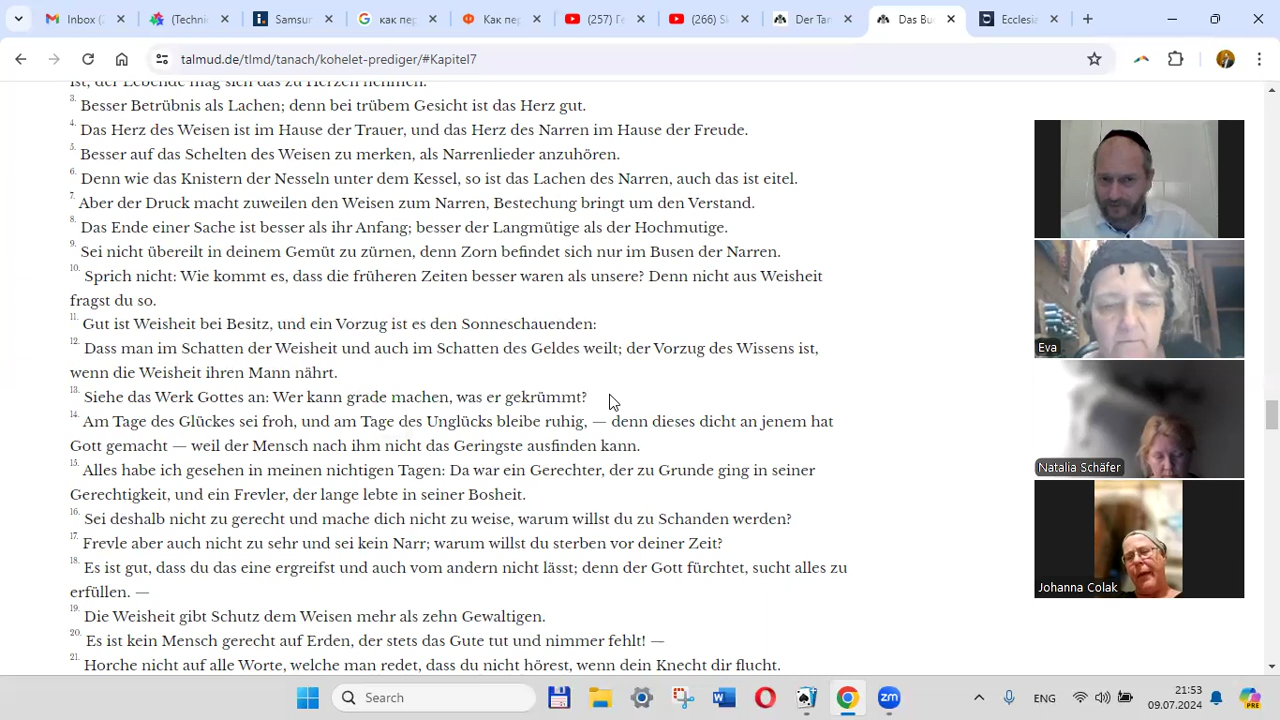 Inbox (
(Technic
Samsun
как пер
Как пе
(257) Г
(266) Sl
Der Tan
Das Bu
Ecclesia
talmud.de/tlmd/tanach/kohelet-prediger/#Kapitel7
ist, der Lebende mag sich das zu Herzen nehmen.
3. Besser Betrübnis als Lachen; denn bei trübem Gesicht ist das Herz gut.
4. Das Herz des Weisen ist im Hause der Trauer, und das Herz des Narren im Hause der Freude.
5. Besser auf das Schelten des Weisen zu merken, als Narrenlieder anzuhören.
6. Denn wie das Knistern der Nesseln unter dem Kessel, so ist das Lachen des Narren, auch das ist eitel.
7. Aber der Druck macht zuweilen den Weisen zum Narren, Bestechung bringt um den Verstand.
8. Das Ende einer Sache ist besser als ihr Anfang; besser der Langmütige als der Hochmutige.
9. Sei nicht übereilt in deinem Gemüt zu zürnen, denn Zorn befindet sich nur im Busen der Narren.
10. Sprich nicht: Wie kommt es, dass die früheren Zeiten besser waren als unsere? Denn nicht aus Weisheit
fragst du so.
11. Gut ist Weisheit bei Besitz, und ein Vorzug ist es den Sonneschauenden:
12. Dass man im Schatten der Weisheit und auch im Schatten des Geldes weilt; der Vorzug des Wissens ist,
wenn die Weisheit ihren Mann nährt.
13. Siehe das Werk Gottes an: Wer kann grade machen, was er gekrümmt?
14. Am Tage des Glückes sei froh, und am Tage des Unglücks bleibe ruhig, — denn dieses dicht an jenem hat
Gott gemacht — weil der Mensch nach ihm nicht das Geringste ausfinden kann.
15. Alles habe ich gesehen in meinen nichtigen Tagen: Da war ein Gerechter, der zu Grunde ging in seiner
Gerechtigkeit, und ein Frevler, der lange lebte in seiner Bosheit.
16. Sei deshalb nicht zu gerecht und mache dich nicht zu weise, warum willst du zu Schanden werden?
17. Frevle aber auch nicht zu sehr und sei kein Narr; warum willst du sterben vor deiner Zeit?
18. Es ist gut, dass du das eine ergreifst und auch vom andern nicht lässt; denn der Gott fürchtet, sucht alles zu
erfüllen. —
19. Die Weisheit gibt Schutz dem Weisen mehr als zehn Gewaltigen.
20. Es ist kein Mensch gerecht auf Erden, der stets das Gute tut und nimmer fehlt! —
21. Horche nicht auf alle Worte, welche man redet, dass du nicht hörest, wenn dein Knecht dir flucht.
Eva
Natalia Schäfer
Johanna Colak
Search
ENG
21:53
09.07.2024
PRE